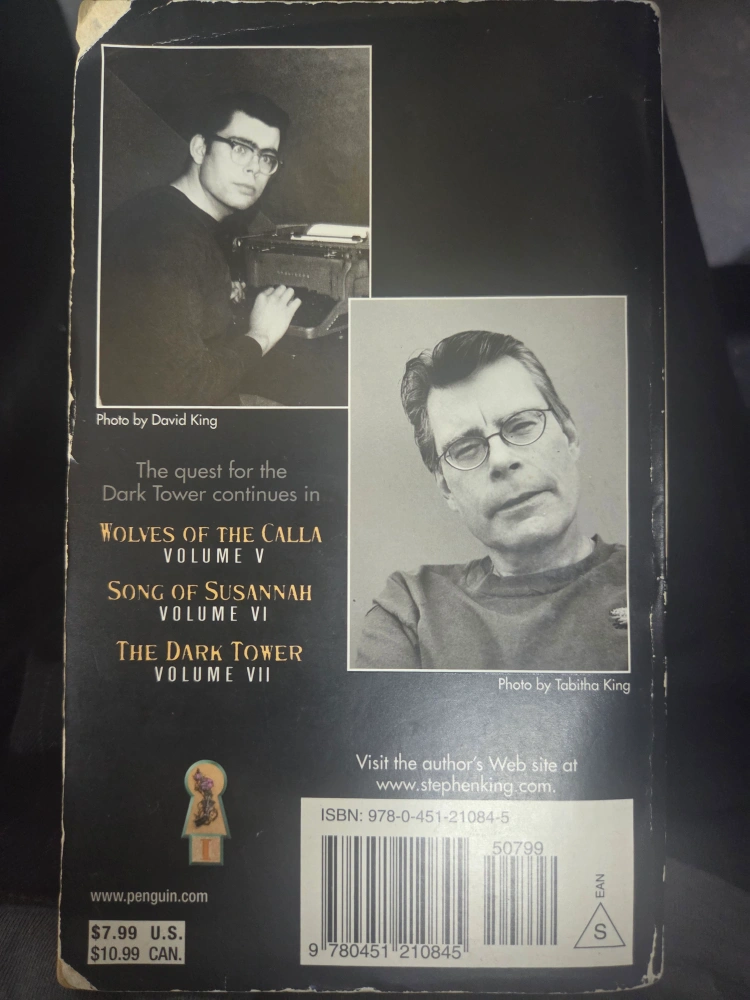 Photo by David King
The quest for the
Dark Tower continues in
WOLVES OF THE CALLA
VOLUME V
SONG OF SUSANNAH
VOLUME VI
THE DARK TOWER
VOLUME VII
Photo by Tabitha King
Visit the author's Web site at
www.stephenking.com.
ISBN: 978-0-451-21084-5
50799
9 780451 210845
EAN
S
I
www.penguin.com
$7.99 U.S.
$10.99 CAN.